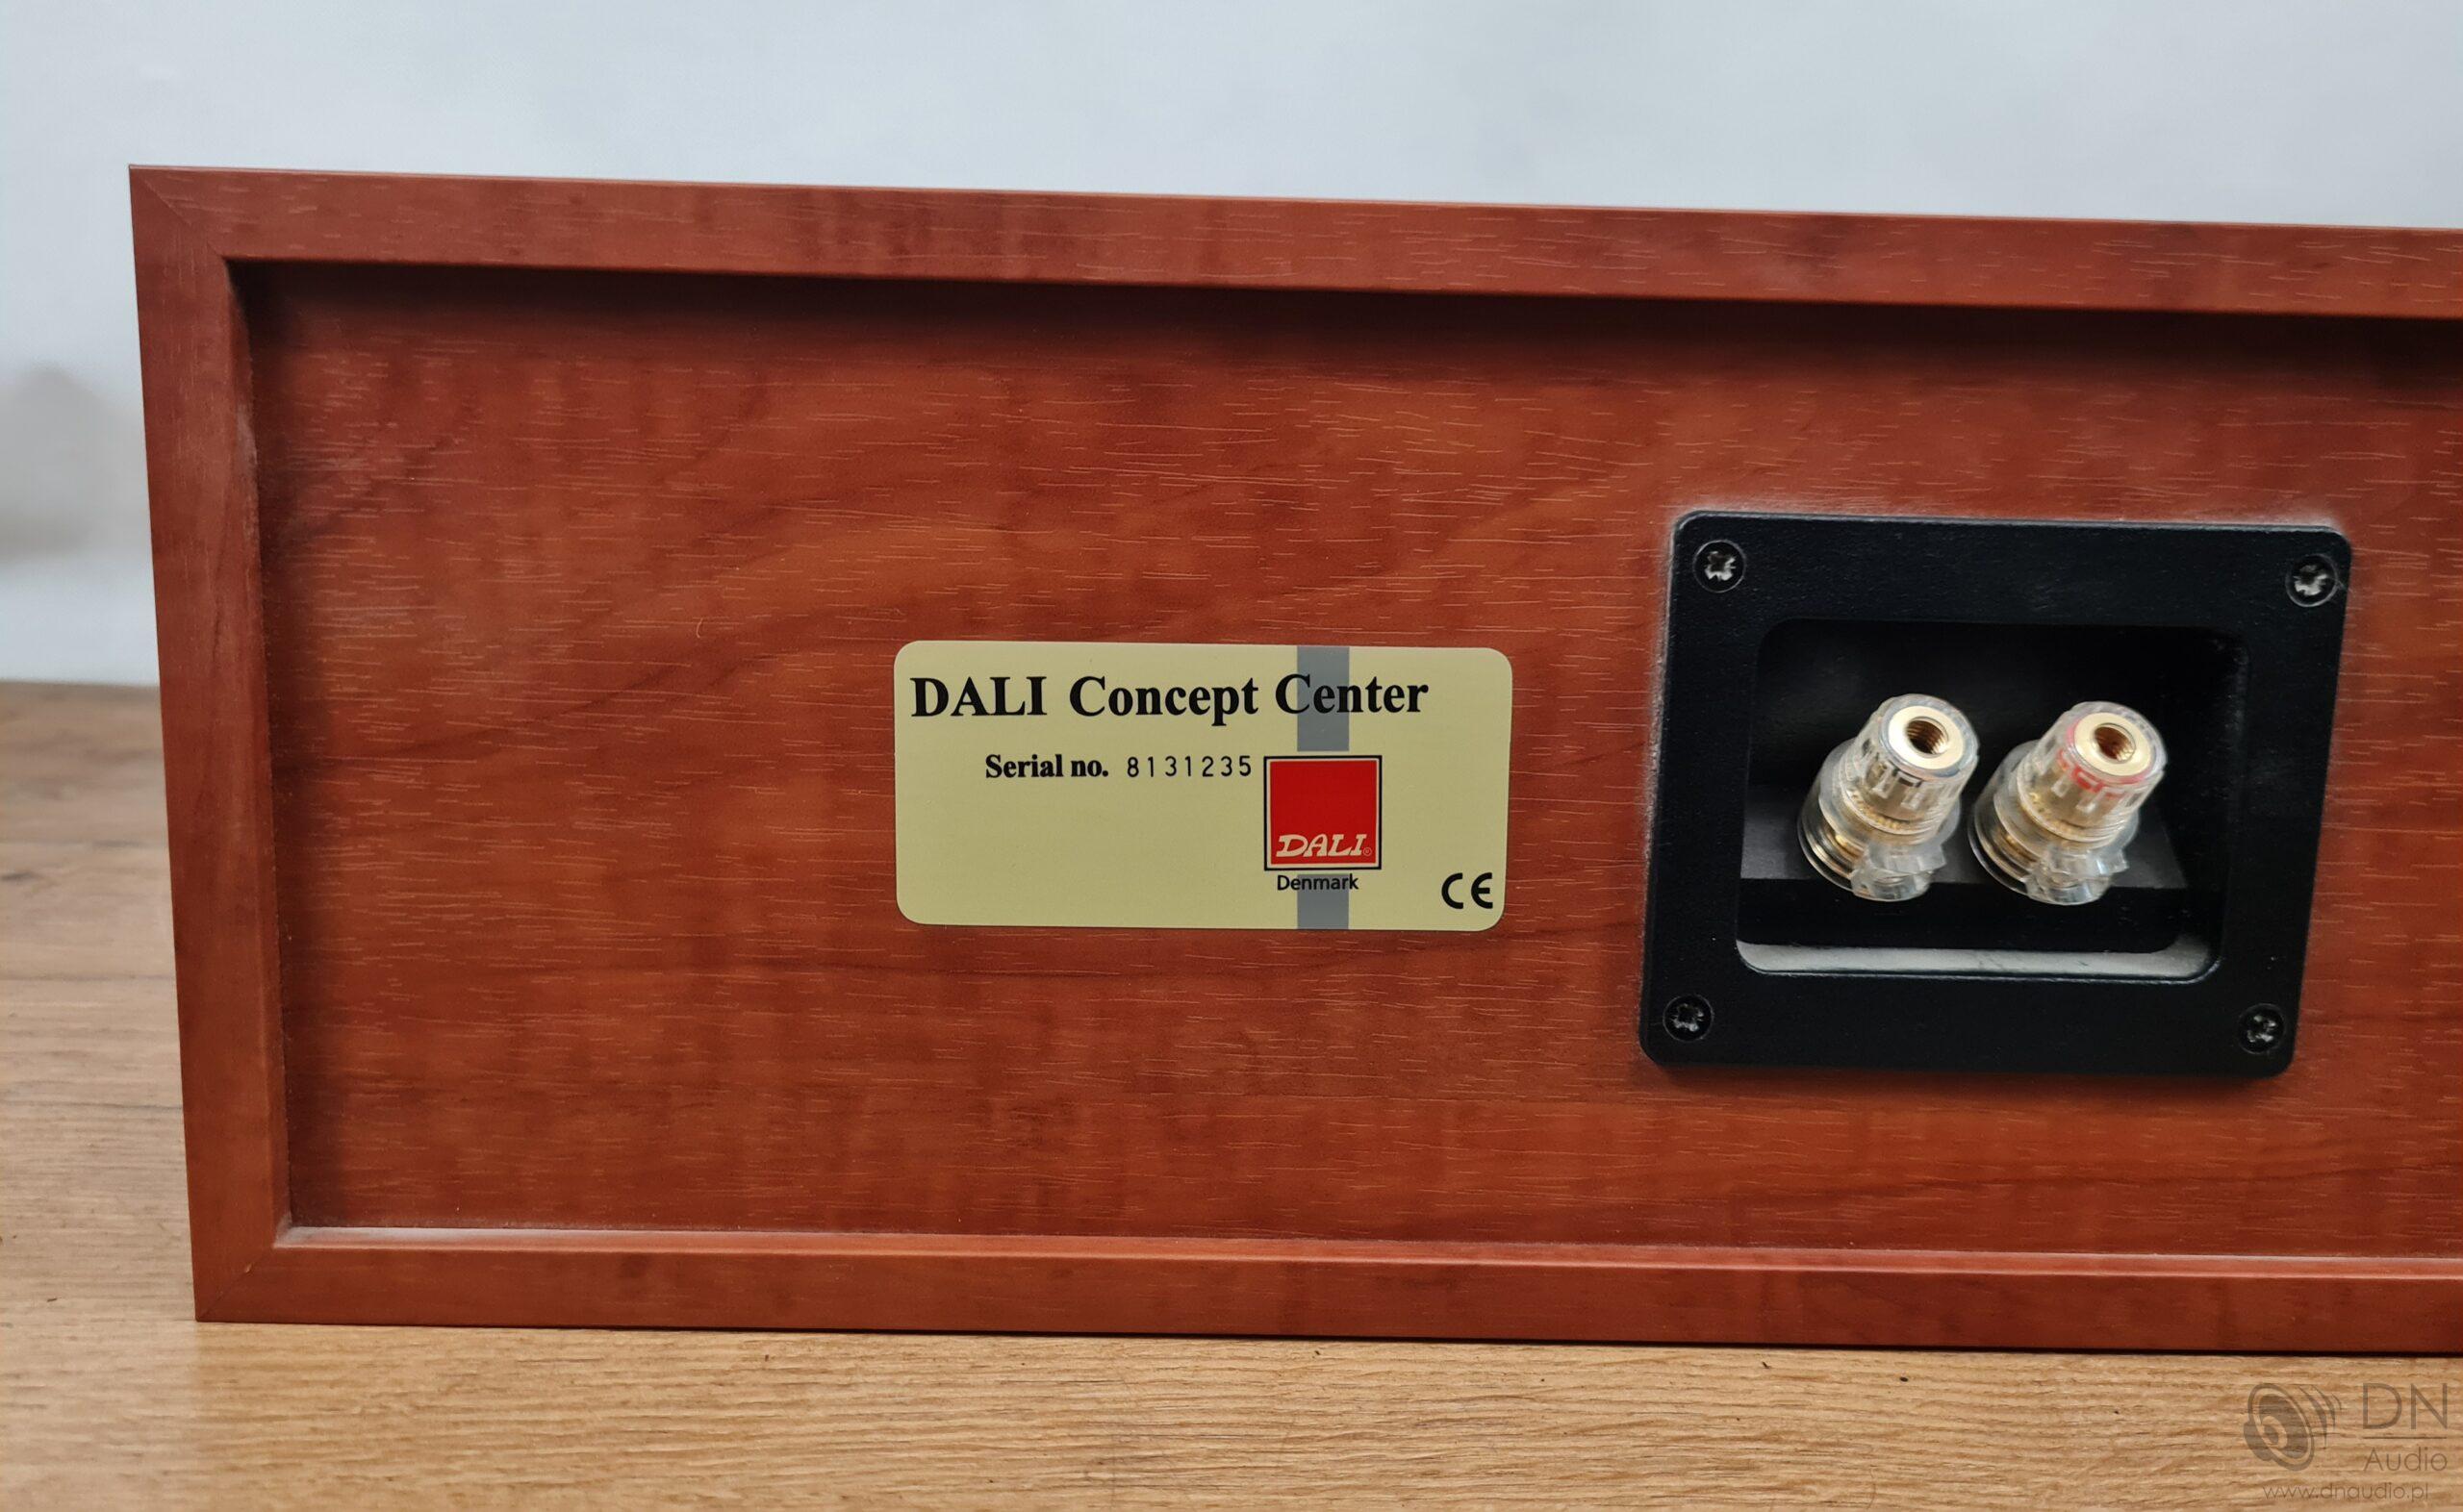 DALI Concept Center
Serial no. 8131235
DALI®
Denmark
CE
DN
Audio
www.dnaudio.pl